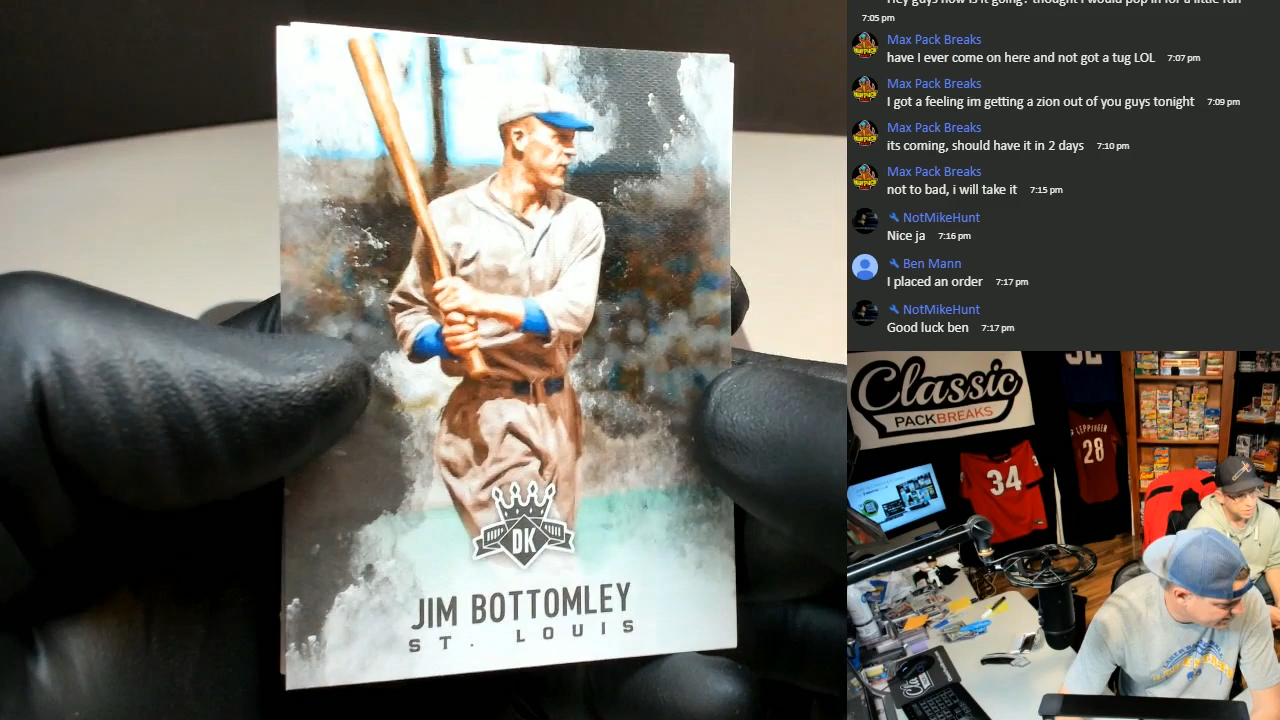 7:05 pm
Max Pack Breaks
have I ever come on here and not got a tug LOL 7:07 pm
Max Pack Breaks
I got a feeling im getting a zion out of you guys tonight 7:09 pm
Max Pack Breaks
its coming, should have it in 2 days 7:10 pm
Max Pack Breaks
not to bad, i will take it 7:15 pm
NotMikeHunt
Nice ja 7:16 pm
Ben Mann
I placed an order 7:17 pm
NotMikeHunt
Good luck ben 7:17 pm
DK
JIM BOTTOMLEY
ST. LOUIS
Classic
PACKBREAKS
34
LEPPINGER
28